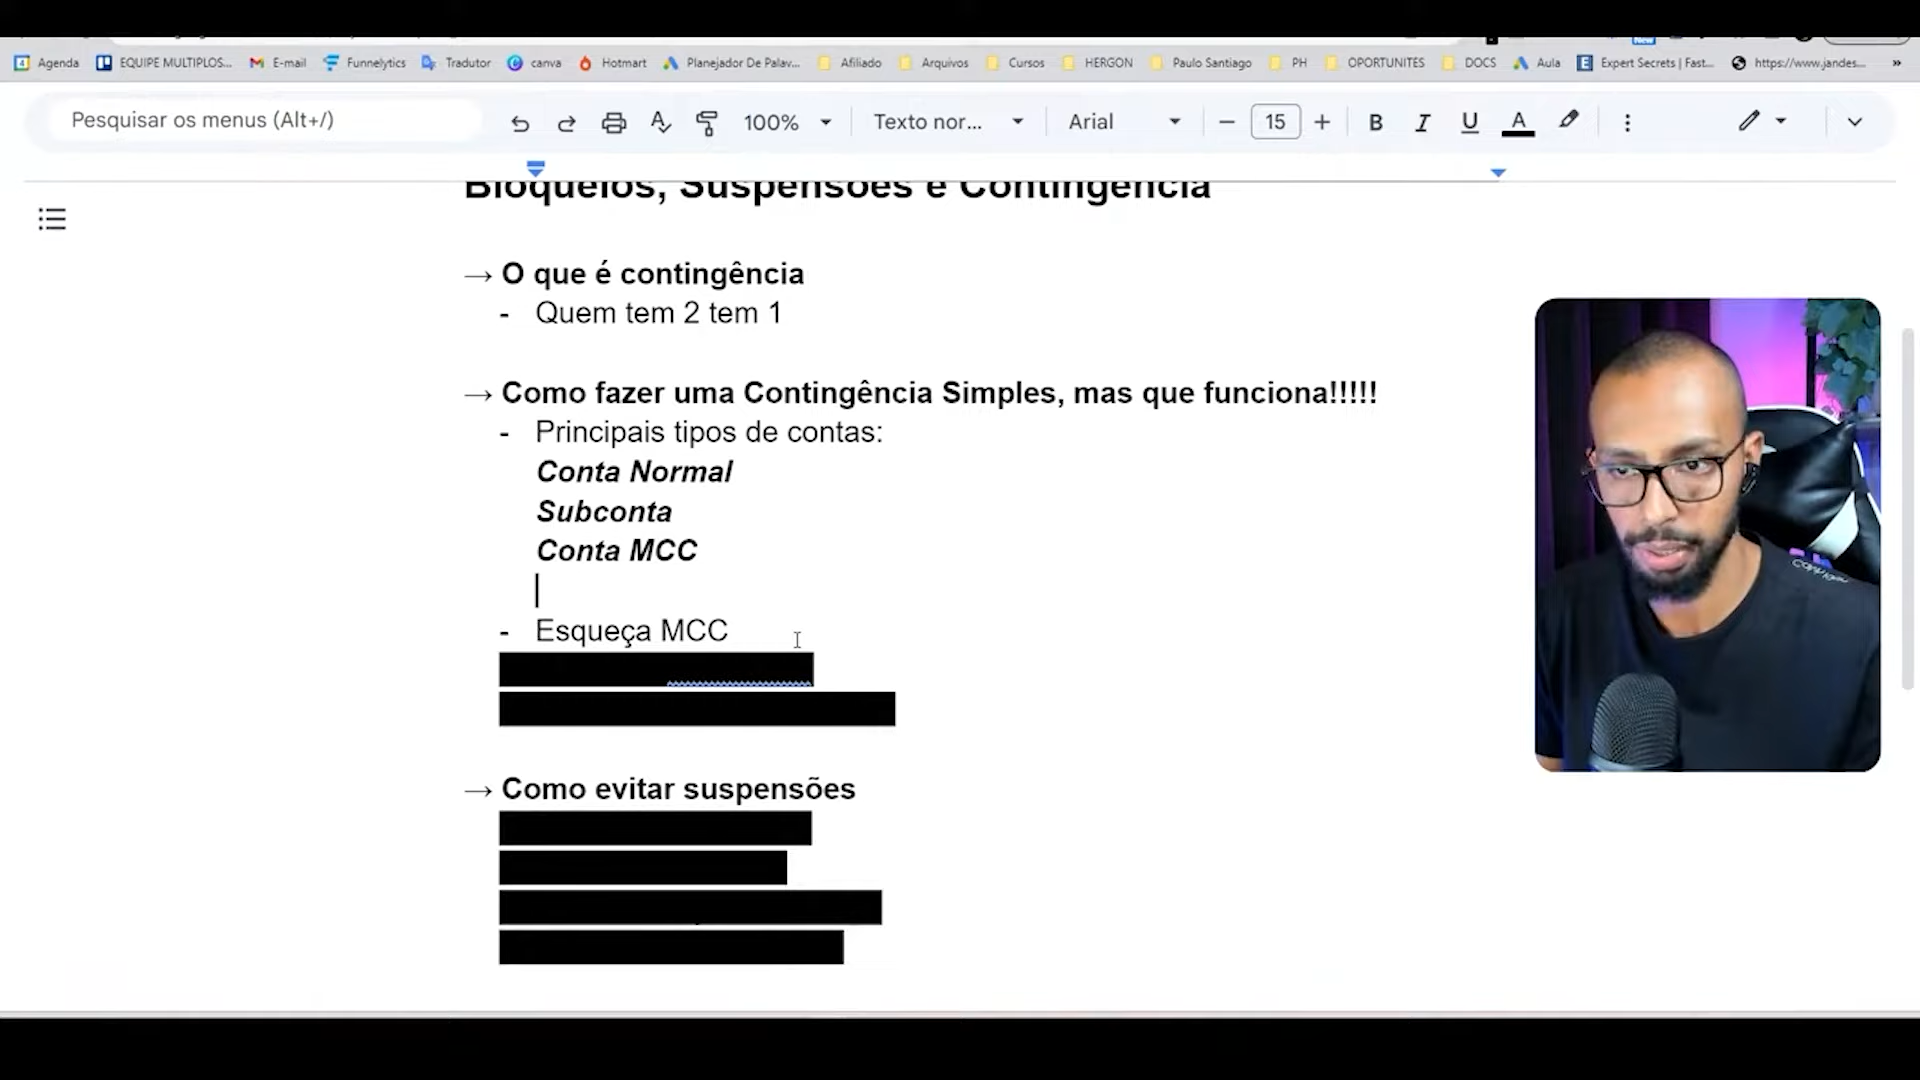 Agenda EQUIPE MULTIPLOS... E-mail Funnelytics Tradutor canva Hotmart Planejador De Palav... Afiliado Arquivos Cursos HERGON Paulo Santiago PH OPORTUNITES DOCS Aula Expert Secrets | Fast... https://www.jandes... »
Pesquisar os menus (Alt+/) 100% Texto nor... Arial − 15 + B I U A
Bloqueios, Suspensões e Contingência
→ O que é contingência
- Quem tem 2 tem 1
→ Como fazer uma Contingência Simples, mas que funciona!!!!!
- Principais tipos de contas:
Conta Normal
Subconta
Conta MCC
- Esqueça MCC
→ Como evitar suspensões